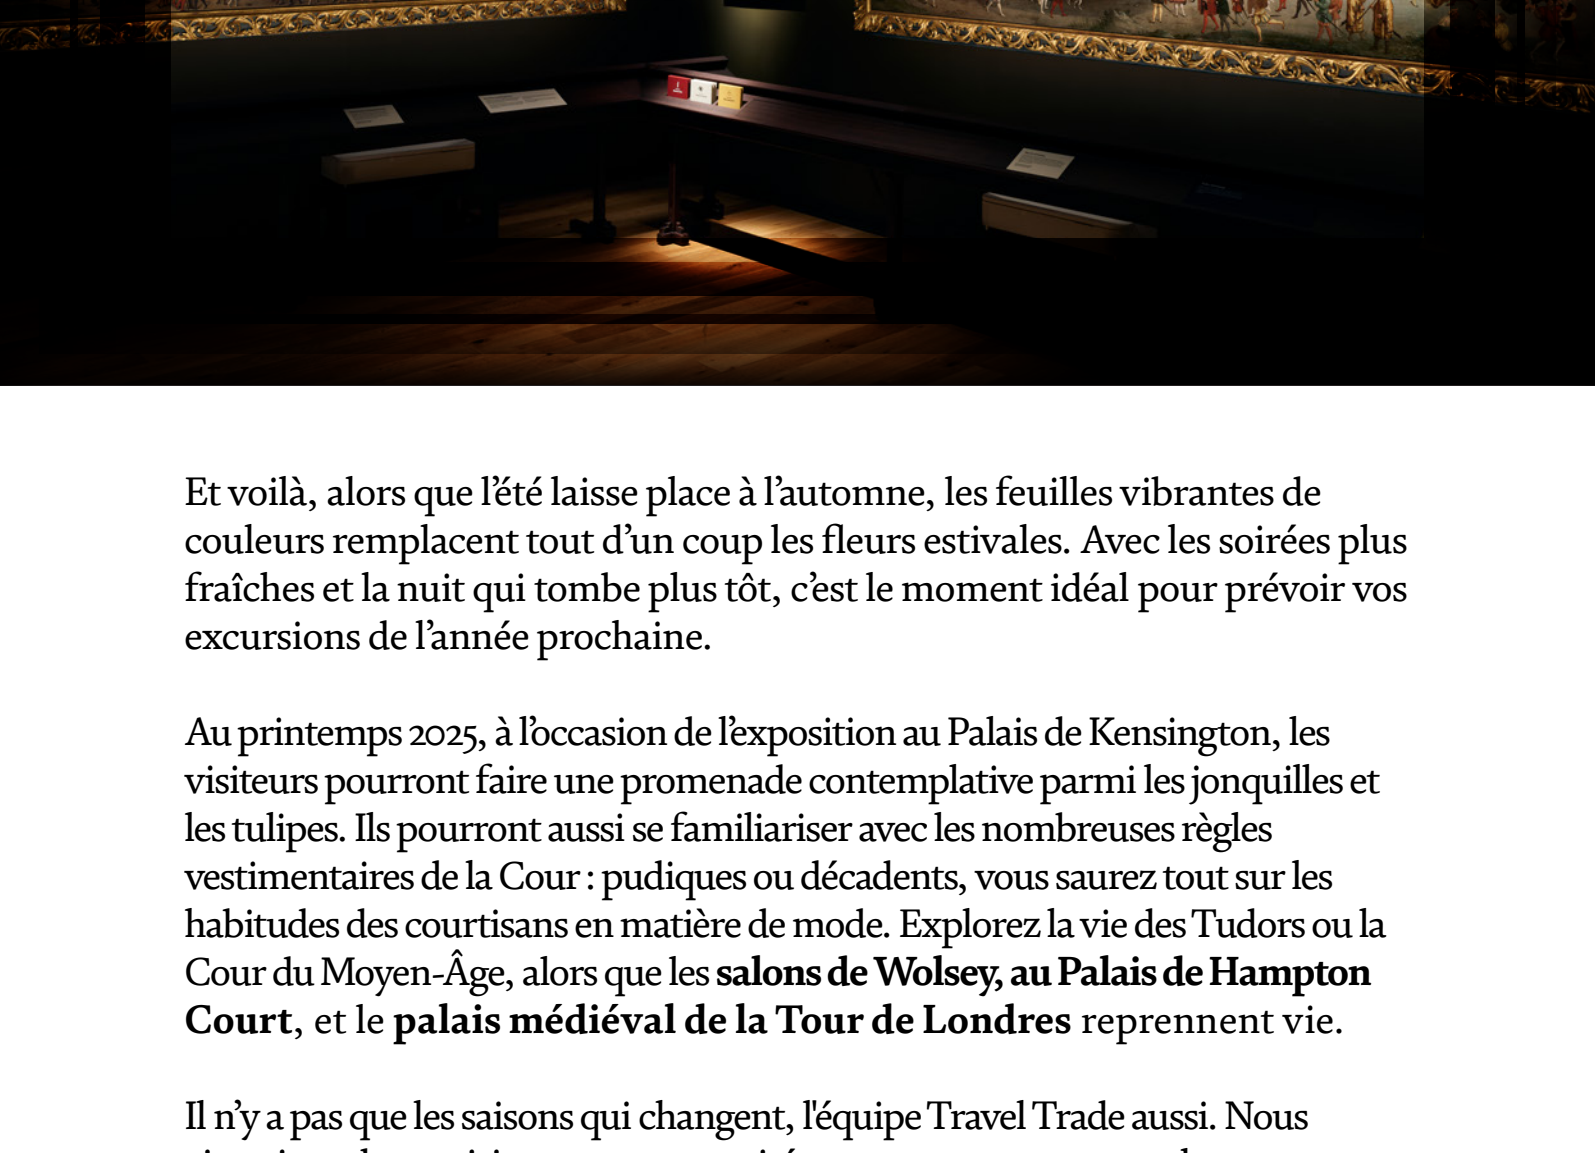 Et voilà, alors que l’été laisse place à l’automne, les feuilles vibrantes de
couleurs remplacent tout d’un coup les fleurs estivales. Avec les soirées plus
fraîches et la nuit qui tombe plus tôt, c’est le moment idéal pour prévoir vos
excursions de l’année prochaine.
Au printemps 2025, à l’occasion de l’exposition au Palais de Kensington, les
visiteurs pourront faire une promenade contemplative parmi les jonquilles et
les tulipes. Ils pourront aussi se familiariser avec les nombreuses règles
vestimentaires de la Cour : pudiques ou décadents, vous saurez tout sur les
habitudes des courtisans en matière de mode. Explorez la vie des Tudors ou la
Cour du Moyen-Âge, alors que les salons de Wolsey, au Palais de Hampton
Court, et le palais médiéval de la Tour de Londres reprennent vie.
Il n’y a pas que les saisons qui changent, l'équipe Travel Trade aussi. Nous